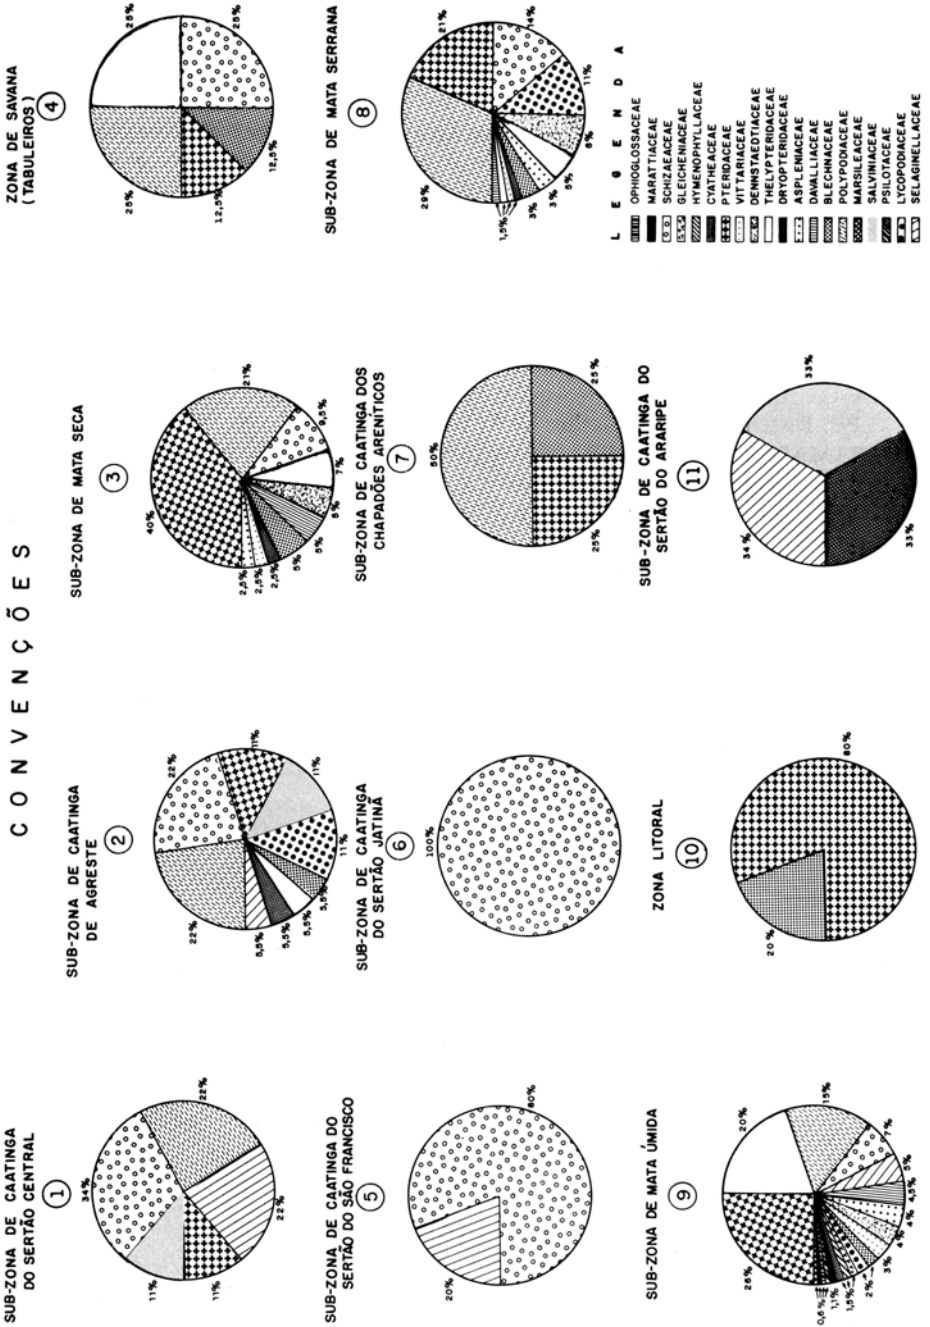 CONVENÇÕES
SUB-ZONA DE CAATINGA
DO SERTÃO CENTRAL
1
34%
22%
22%
11%
11%
SUB-ZONA DE CAATINGA
DE AGRESTE
2
22%
11%
11%
11%
5,5%
5,5%
5,5%
5,5%
22%
SUB-ZONA DE MATA SECA
3
40%
21%
9,5%
7%
5%
5%
5%
2,5%
2,5%
2,5%
ZONA DE SAVANA
(TABULEIROS)
4
25%
25%
12,5%
12,5%
25%
SUB-ZONA DE CAATINGA DO
SERTÃO DO SÃO FRANCISCO
5
80%
20%
SUB-ZONA DE CAATINGA
DO SERTÃO JATINÃ
6
100%
SUB-ZONA DE CAATINGA DOS
CHAPADÕES ARENÍTICOS
7
50%
25%
25%
SUB-ZONA DE MATA SERRANA
8
21%
14%
11%
6%
5%
3%
3%
1,5%
29%
SUB-ZONA DE MATA ÚMIDA
9
20%
15%
7%
5%
4,5%
4%
4%
3%
2%
1,5%
1,1%
0,6%
26%
ZONA LITORAL
10
80%
20%
SUB-ZONA DE CAATINGA DO
SERTÃO DO ARARIPE
11
33%
33%
34%
LEGENDA
OPHIOGLOSSACEAE
MARATTIACEAE
SCHIZAEACEAE
GLEICHENIACEAE
HYMENOPHYLLACEAE
CYATHEACEAE
PTERIDACEAE
VITTARIACEAE
DENNSTAEDTIACEAE
THELYPTERIDACEAE
DRYOPTERIDACEAE
ASPLENIACEAE
DAVALLIACEAE
BLECHNACEAE
POLYPODIACEAE
MARSILEACEAE
SALVINIACEAE
PSILOTACEAE
LYCOPODIACEAE
SELAGINELLACEAE